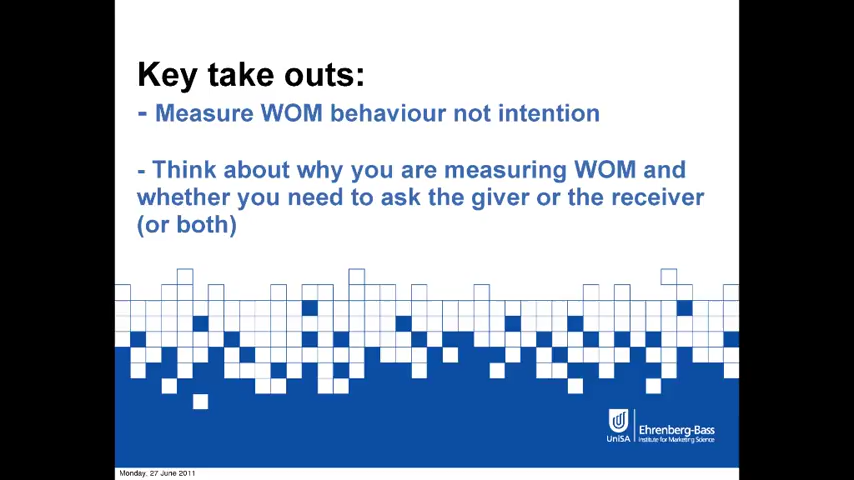 Key take outs:
- Measure WOM behaviour not intention
- Think about why you are measuring WOM and
whether you need to ask the giver or the receiver
(or both)
UniSA
Ehrenberg-Bass
Institute for Marketing Science
Monday, 27 June 2011